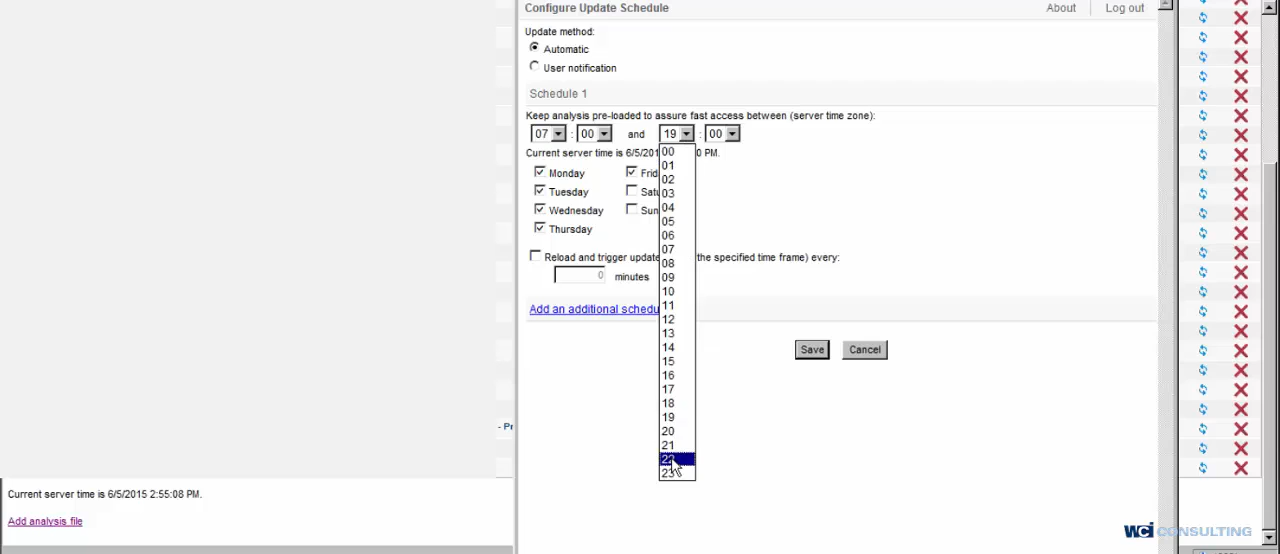 Configure Update Schedule
About
Log out
Update method:
Automatic
User notification
Schedule 1
Keep analysis pre-loaded to assure fast access between (server time zone):
07 : 00 and 19 : 00
Current server time is 6/5/201
PM.
Monday
Tuesday
Wednesday
Thursday
00
01
02
03
04
05
06
07
08
09
10
11
12
13
14
15
16
17
18
19
20
21
22
23
Reload and trigger update
the specified time frame) every:
0 minutes
Add an additional schedu
Save
Cancel
- Pr
Current server time is 6/5/2015 2:55:08 PM.
Add analysis file
WCI CONSULTING